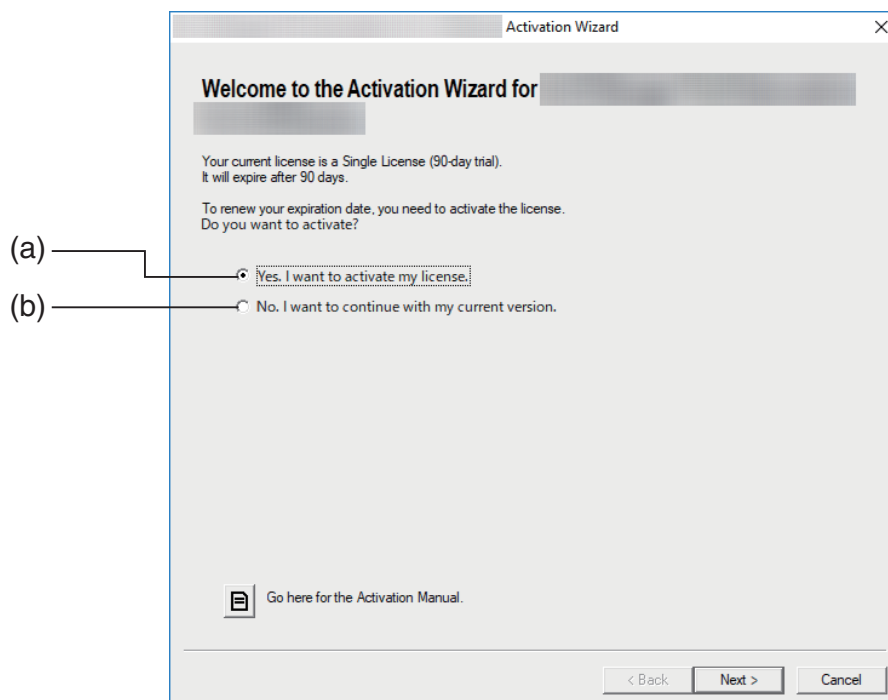 Activation Wizard
Welcome to the Activation Wizard for
Your current license is a Single License (90-day trial).
It will expire after 90 days.
To renew your expiration date, you need to activate the license.
Do you want to activate?
(a)
Yes. I want to activate my license.
(b)
No. I want to continue with my current version.
Go here for the Activation Manual.
< Back
Next >
Cancel